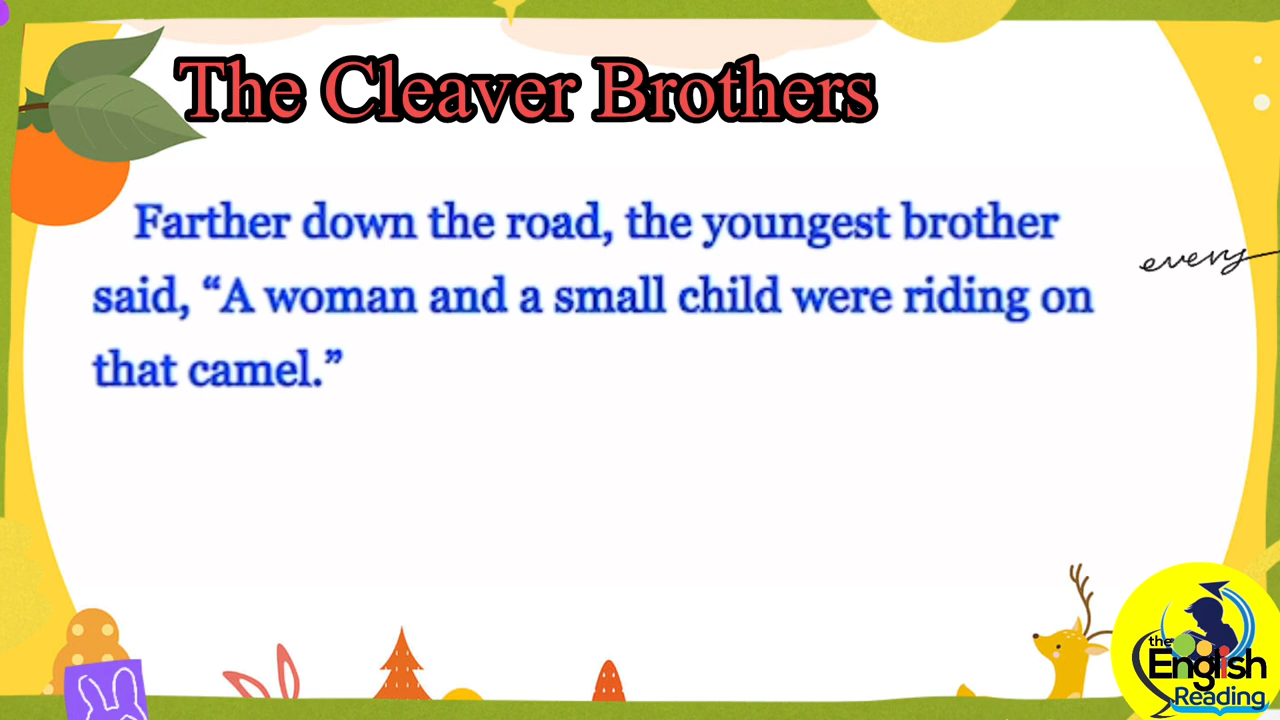 The Cleaver Brothers
Farther down the road, the youngest brother
said, “A woman and a small child were riding on
that camel.”
every
the
English
Reading